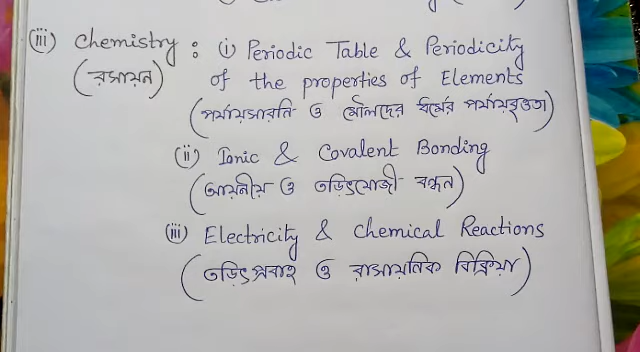 (iii) Chemistry : (i) Periodic Table & Periodicity
(রসায়ন) of the properties of Elements
(পর্যায়সারণি ও মৌলদের ধর্মের পর্যায়বৃত্ততা)
(ii) Ionic & Covalent Bonding
(আয়নীয় ও তড়িৎযোজী বন্ধন)
(iii) Electricity & Chemical Reactions
(তড়িৎপ্রবাহ ও রাসায়নিক বিক্রিয়া)